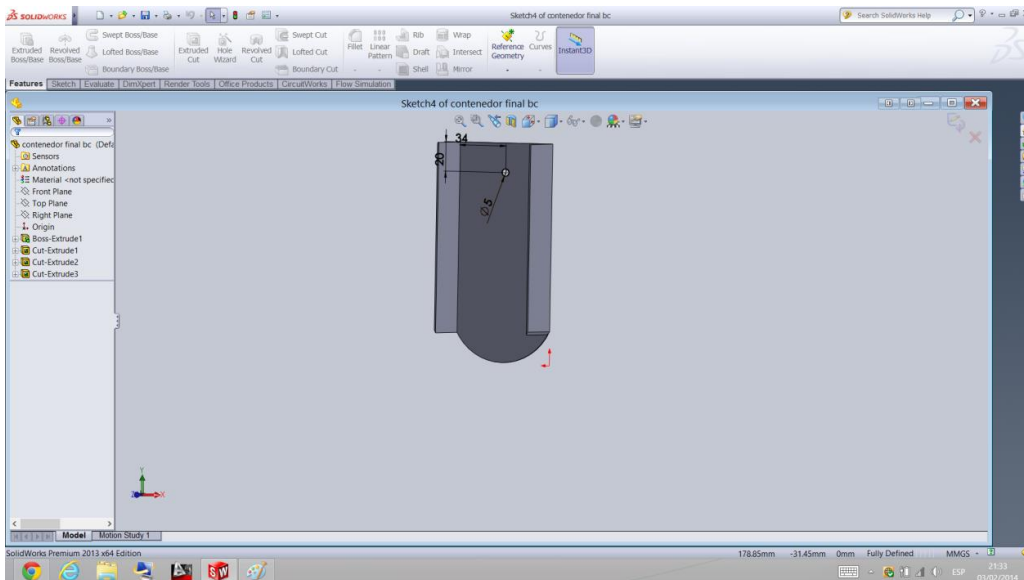 SOLIDWORKS
Sketch4 of contenedor final bc
Search SolidWorks Help
Extruded Boss/Base
Revolved Boss/Base
Swept Boss/Base
Lofted Boss/Base
Boundary Boss/Base
Extruded Cut
Hole Wizard
Revolved Cut
Swept Cut
Lofted Cut
Boundary Cut
Fillet
Linear Pattern
Rib
Draft
Shell
Wrap
Intersect
Mirror
Reference Geometry
Curves
Instant3D
Features Sketch Evaluate DimXpert Render Tools Office Products CircuitWorks Flow Simulation
Sketch4 of contenedor final bc
contenedor final bc (Defa
Sensors
Annotations
Material <not specified
Front Plane
Top Plane
Right Plane
Origin
Boss-Extrude1
Cut-Extrude1
Cut-Extrude2
Cut-Extrude3
34
20
Ø5
Y
X
Z
Model Motion Study 1
SolidWorks Premium 2013 x64 Edition
178.85mm -31.45mm 0mm Fully Defined MMGS
SW
ESP
21:33
03/02/2014